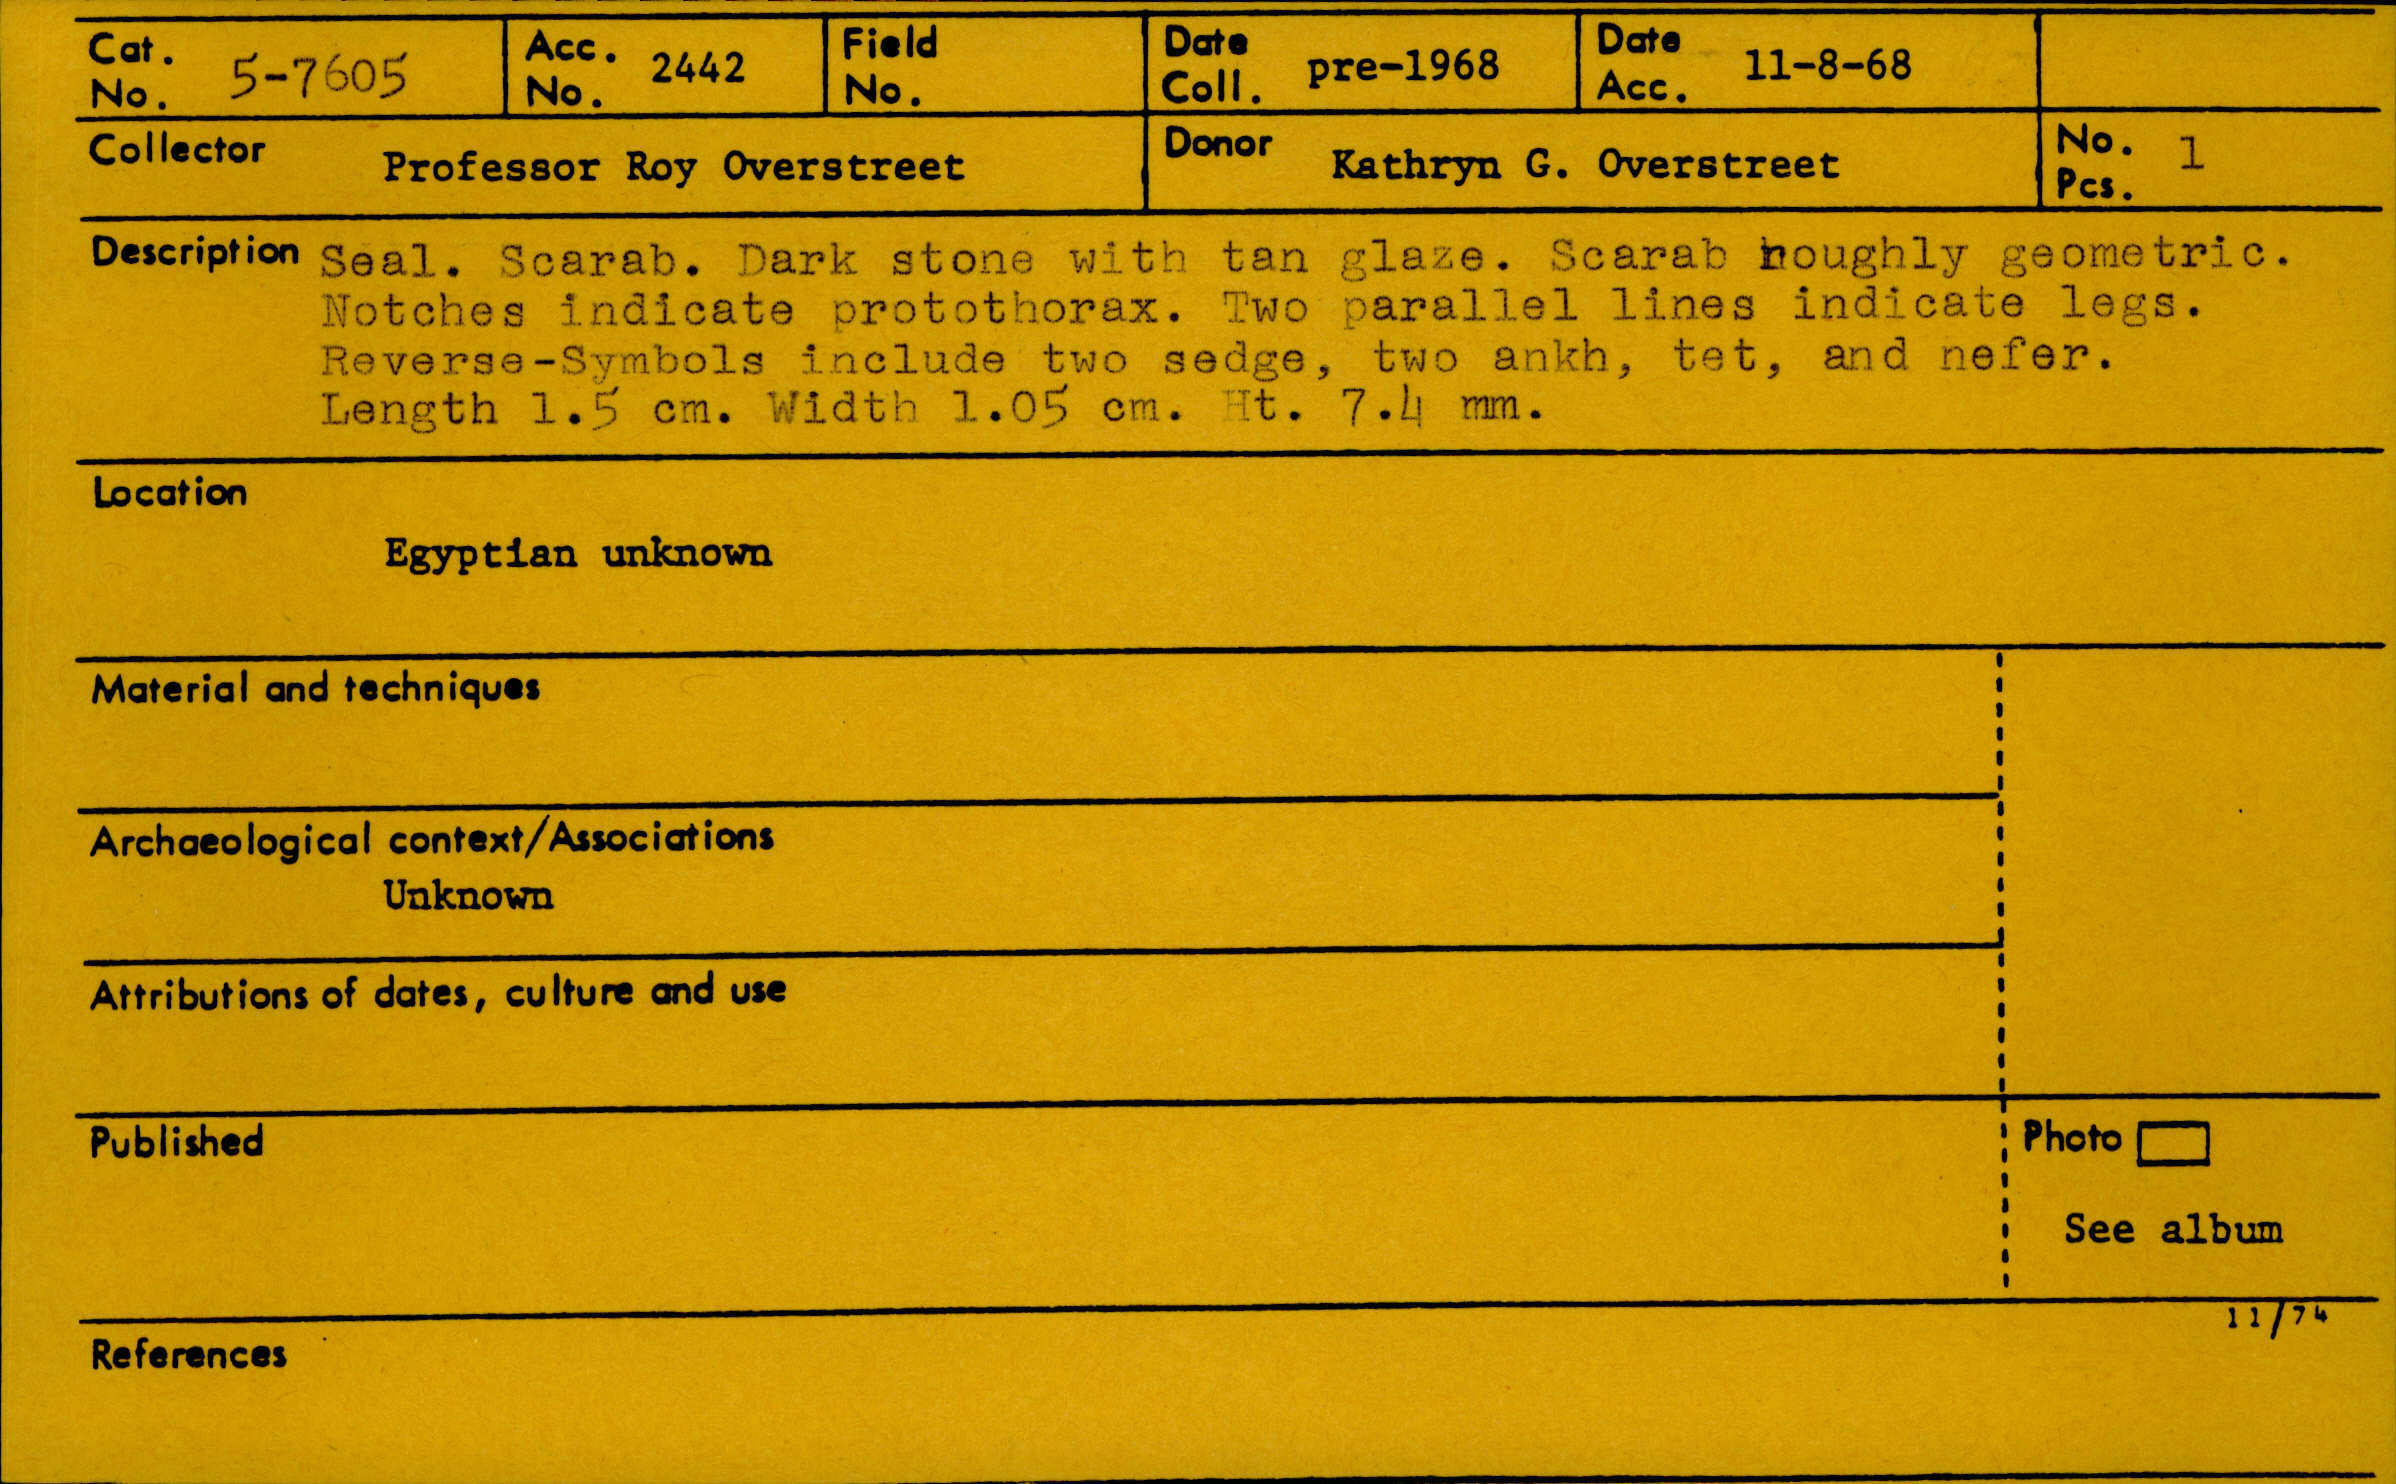 Cat. No. 5-7605 Acc. No. 2442 Field No. Date Coll. pre-1968 Date Acc. 11-8-68
Collector Professor Roy Overstreet Donor Kathryn G. Overstreet No. Pcs. 1
Description Seal. Scarab. Dark stone with tan glaze. Scarab roughly geometric.
Notches indicate protothorax. Two parallel lines indicate legs.
Reverse-Symbols include two sedge, two ankh, tet, and nefer.
Length 1.5 cm. Width 1.05 cm. Ht. 7.4 mm.
Location
Egyptian unknown
Material and techniques
Archaeological context/Associations
Unknown
Attributions of dates, culture and use
Published
Photo
See album
11/74
References